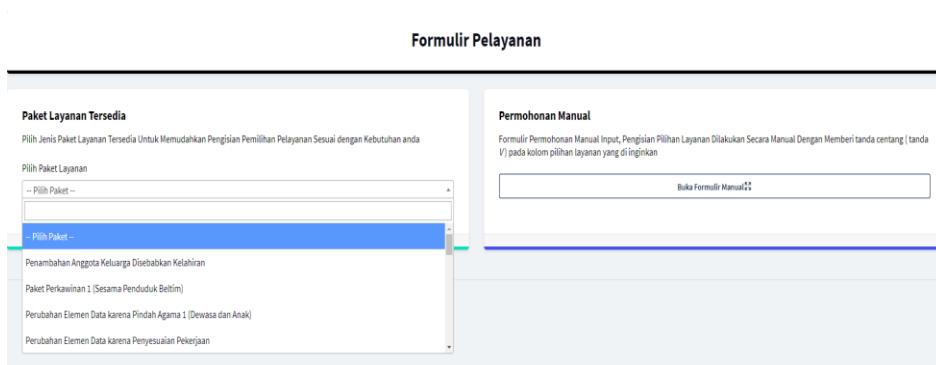 Formulir Pelayanan
Paket Layanan Tersedia
Pilih Jenis Paket Layanan Tersedia Untuk Memudahkan Pengisian Pemilihan Pelayanan Sesuai dengan Kebutuhan anda
Pilih Paket Layanan
-- Pilih Paket --
-- Pilih Paket --
Penambahan Anggota Keluarga Disebabkan Kelahiran
Paket Perkawinan 1 (Sesama Penduduk Beltim)
Perubahan Elemen Data karena Pindah Agama 1 (Dewasa dan Anak)
Perubahan Elemen Data karena Penyesuaian Pekerjaan
Permohonan Manual
Formulir Permohonan Manual Input, Pengisian Pilihan Layanan Dilakukan Secara Manual Dengan Memberi tanda centang ( tanda
V) pada kolom pilihan layanan yang di inginkan
Buka Formulir Manual